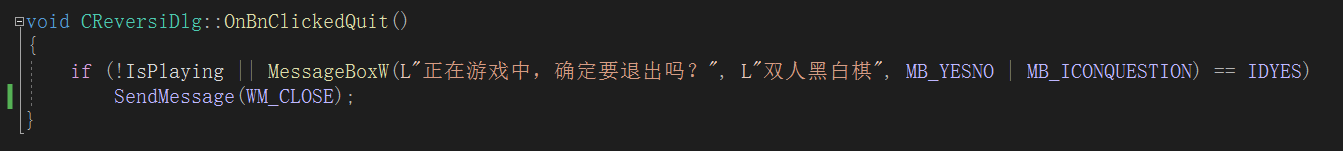 void CReversiDlg::OnBnClickedQuit()
{
if (!IsPlaying || MessageBoxW(L"正在游戏中，确定要退出吗？", L"双人黑白棋", MB_YESNO | MB_ICONQUESTION) == IDYES)
SendMessage(WM_CLOSE);
}